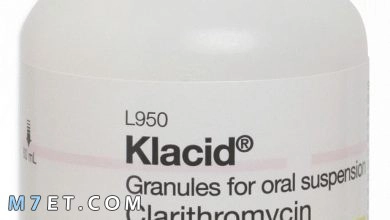 L950
Klacid®
Granules for oral suspension
Clarithromycin
M7ET.COM